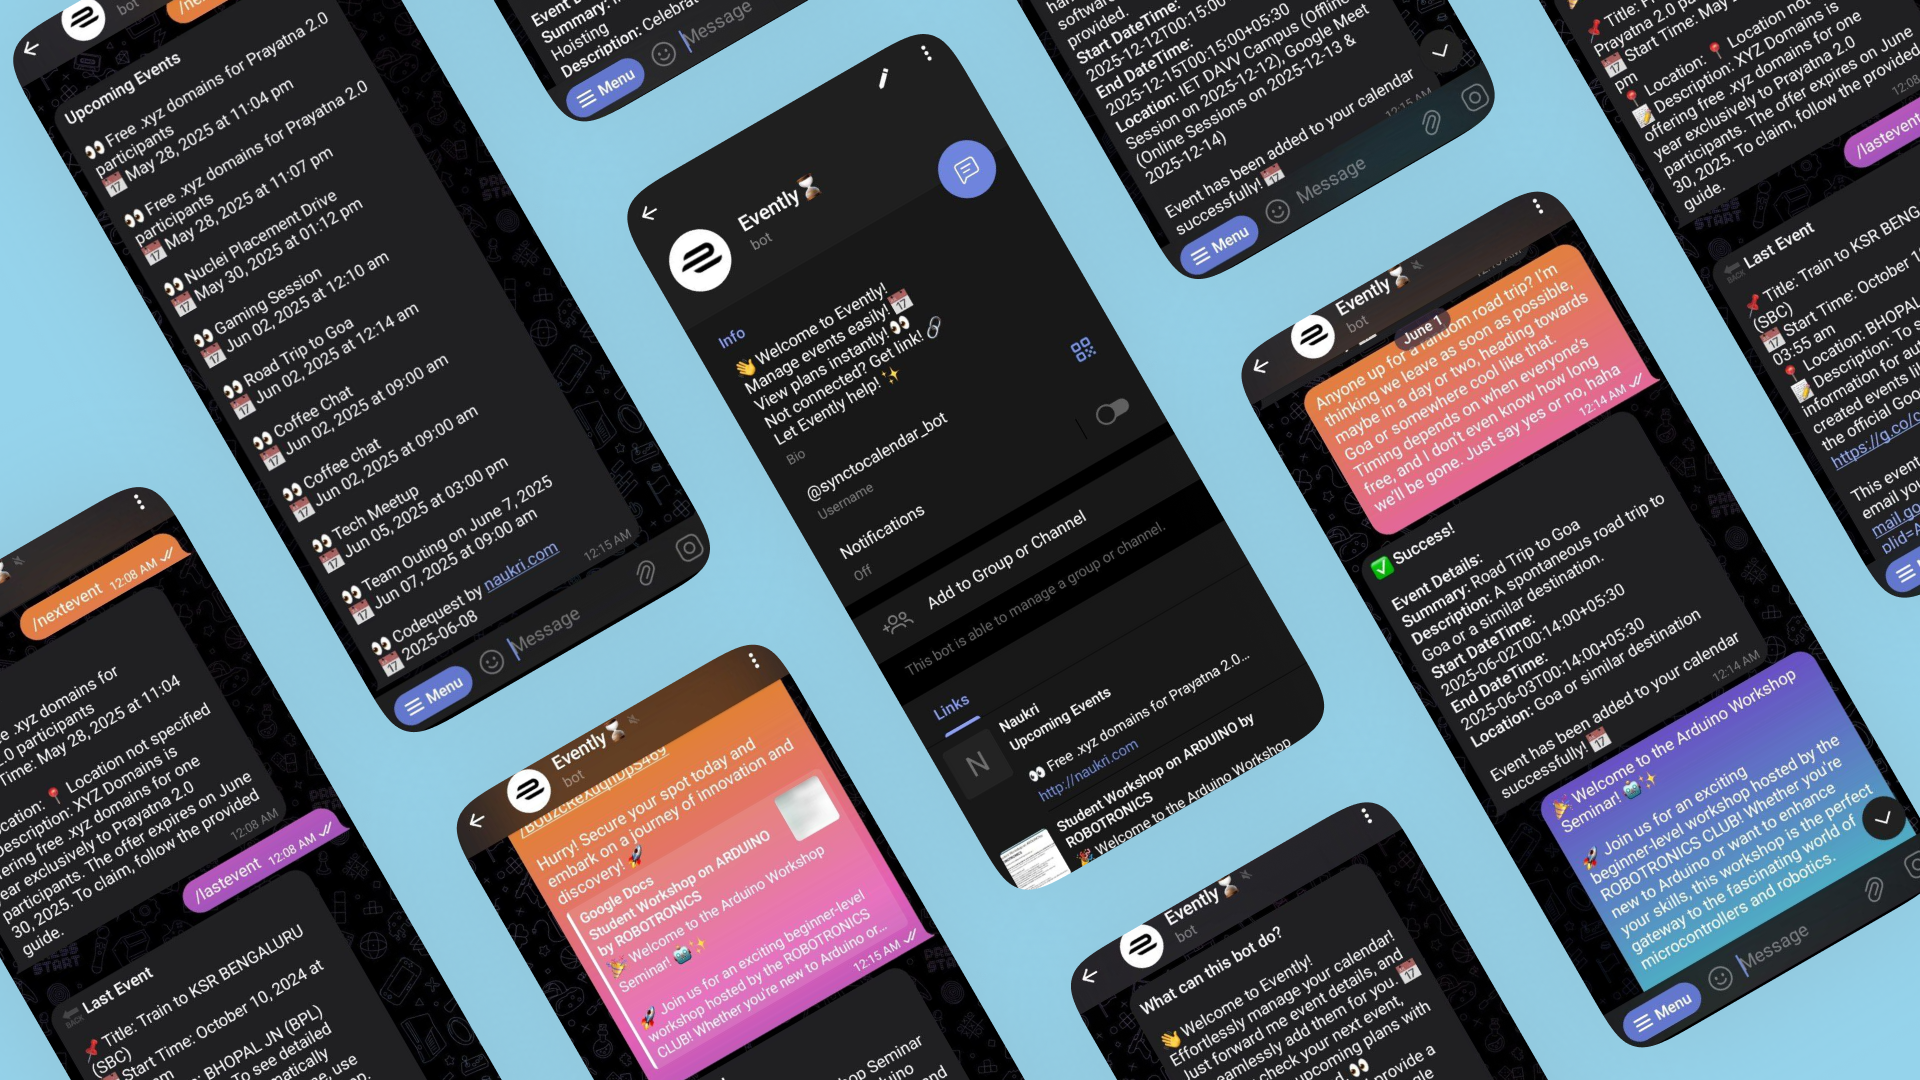 bot
Upcoming Events
Free .xyz domains for Prayatna 2.0
participants
May 28, 2025 at 11:04 pm
Free .xyz domains for Prayatna 2.0
participants
May 28, 2025 at 11:07 pm
Nuclei Placement Drive
May 30, 2025 at 01:12 pm
Gaming Session
Jun 02, 2025 at 12:10 am
Road Trip to Goa
Jun 02, 2025 at 12:14 am
Coffee Chat
Jun 02, 2025 at 09:00 am
Coffee chat
Jun 02, 2025 at 09:00 am
Tech Meetup
Jun 05, 2025 at 03:00 pm
Team Outing on June 7, 2025
Jun 07, 2025 at 09:00 am
Codequest by naukri.com
2025-06-08
12:15 AM
Menu
Message
/nextevent 12:08 AM
.xyz domains for
2.0 participants
Time: May 28, 2025 at 11:04
Location not specified
XYZ Domains is
free .xyz domains for one
exclusively to Prayatna 2.0
participants. The offer expires on June
30, 2025. To claim, follow the provided
guide.
12:08 AM
/lastevent 12:08 AM
BACK
Last Event
Title: Train to KSR BENGALURU
(SBC)
Start Time: October 10, 2024 at
BHOPAL JN (BPL)
To see detailed
Summary:
Hoisting
Description:
Menu
Message
Evently
bot
Info
Welcome to Evently!
Manage events easily!
View plans instantly!
Not connected? Get link!
Let Evently help!
Bio
@synctocalendar_bot
Username
Notifications
Off
Add to Group or Channel
This bot is able to manage a group or channel.
Links
N
Naukri
Upcoming Events
Free .xyz domains for Prayatna 2.0...
http://naukri.com
Student Workshop on ARDUINO by
ROBOTRONICS
Welcome to the Arduino Workshop
Evently
bot
Hurry! Secure your spot today and
embark on a journey of innovation and
discovery!
Google Docs
Student Workshop on ARDUINO
by ROBOTRONICS
Welcome to the Arduino Workshop
Seminar!
Join us for an exciting beginner-level
workshop hosted by the ROBOTRONICS
CLUB! Whether you're new to Arduino or...
12:15 AM
provided.
Start DateTime:
2025-12-12T00:15:00+05:30
End DateTime:
2025-12-15T00:15:00+05:30
Location: IET DAVV Campus (Offline
Session on 2025-12-12), Google Meet
(Online Sessions on 2025-12-13 &
2025-12-14)
Event has been added to your calendar
successfully!
12:15 AM
Menu
Message
Evently
bot
June 1
Anyone up for a random road trip? I'm
thinking we leave as soon as possible,
maybe in a day or two, heading towards
Goa or somewhere cool like that.
Timing depends on when everyone's
free, and I don't even know how long
we'll be gone. Just say yes or no, haha
12:14 AM
Success!
Event Details:
Summary: Road Trip to Goa
Description: A spontaneous road trip to
Goa or a similar destination.
Start DateTime:
2025-06-02T00:14:00+05:30
End DateTime:
2025-06-03T00:14:00+05:30
Location: Goa or similar destination
Event has been added to your calendar
successfully!
12:14 AM
Welcome to the Arduino Workshop
Seminar!
Join us for an exciting
beginner-level workshop hosted by the
ROBOTRONICS CLUB! Whether you're
new to Arduino or want to enhance
your skills, this workshop is the perfect
gateway to the fascinating world of
microcontrollers and robotics.
Menu
Message
Evently
bot
What can this bot do?
Welcome to Evently!
Effortlessly manage your calendar!
Just forward me event details, and
seamlessly add them for you.
check your next event,
upcoming plans with
provide a
Prayatna 2.0
Start Time: May
pm
Location: Location not
Description: XYZ Domains is
offering free .xyz domains for one
year exclusively to Prayatna 2.0
participants. The offer expires on June
30, 2025. To claim, follow the provided
guide.
/lastevent
BACK
Last Event
Title: Train to KSR
(SBC)
Start Time: October
03:55 am
Location: BHOPAL
Description: To
information for
created events
the official
This event
email